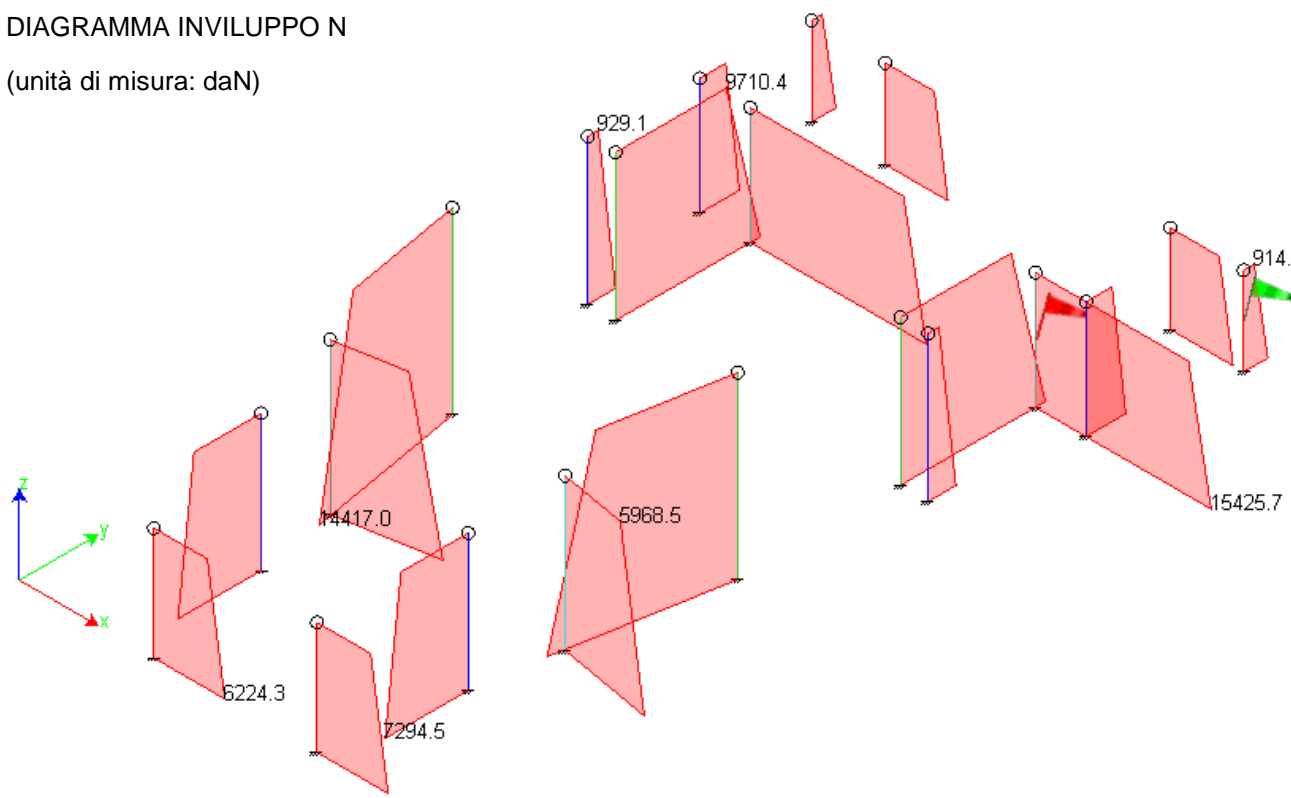 DIAGRAMMA INVILUPPO N
(unità di misura: daN)
9710.4
929.1
914.
14417.0
5968.5
15425.7
z
y
x
6224.3
7294.5